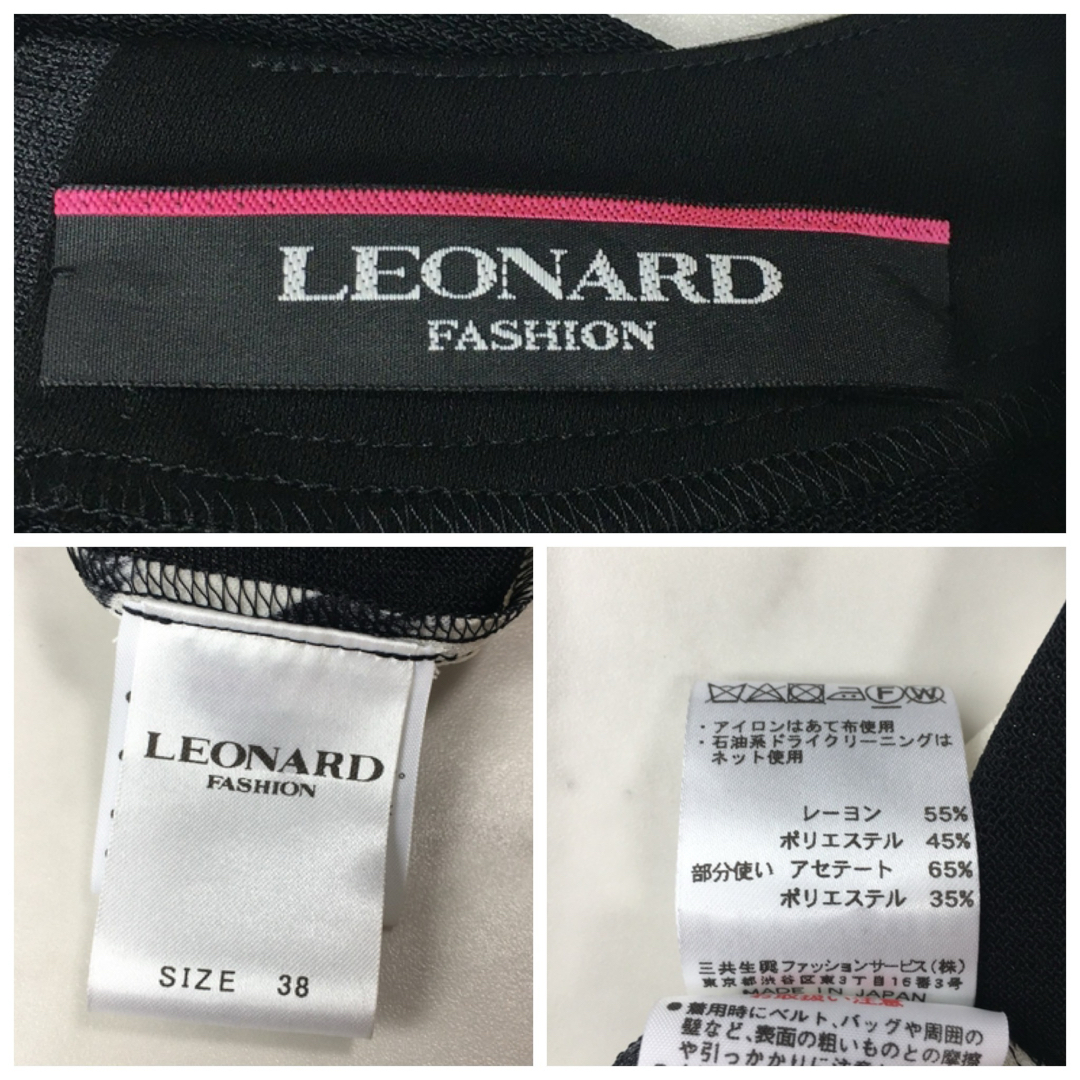 LEONARD
FASHION
LEONARD
FASHION
SIZE 38
F W
・アイロンはあて布使用
・石油系ドライクリーニングは
ネット使用
レーヨン 55%
ポリエステル 45%
部分使い アセテート 65%
ポリエステル 35%
三共生興ファッションサービス(株)
東京都渋谷区東3丁目16番3号
MADE IN JAPAN
お取扱い注意
●着用時にベルト、バッグや周囲の
壁など、表面の粗いものとの摩擦
や引っかかりに注意